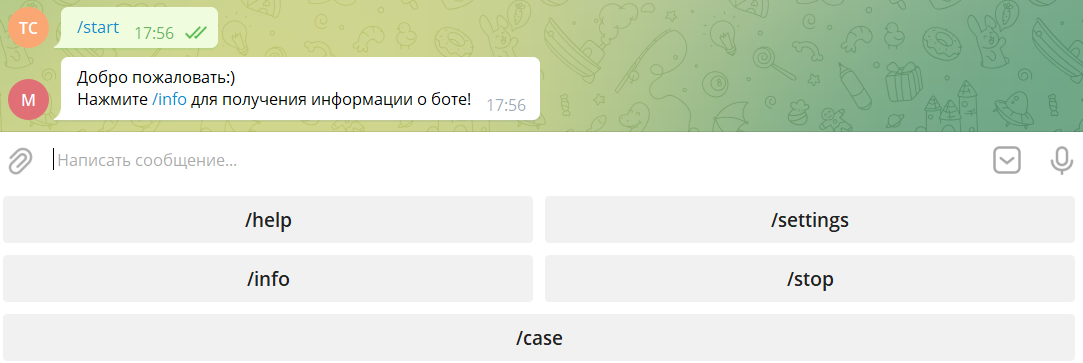 TC
/start 17:56
Добро пожаловать:)
M
Нажмите /info для получения информации о боте! 17:56
Написать сообщение...
/help
/settings
/info
/stop
/case